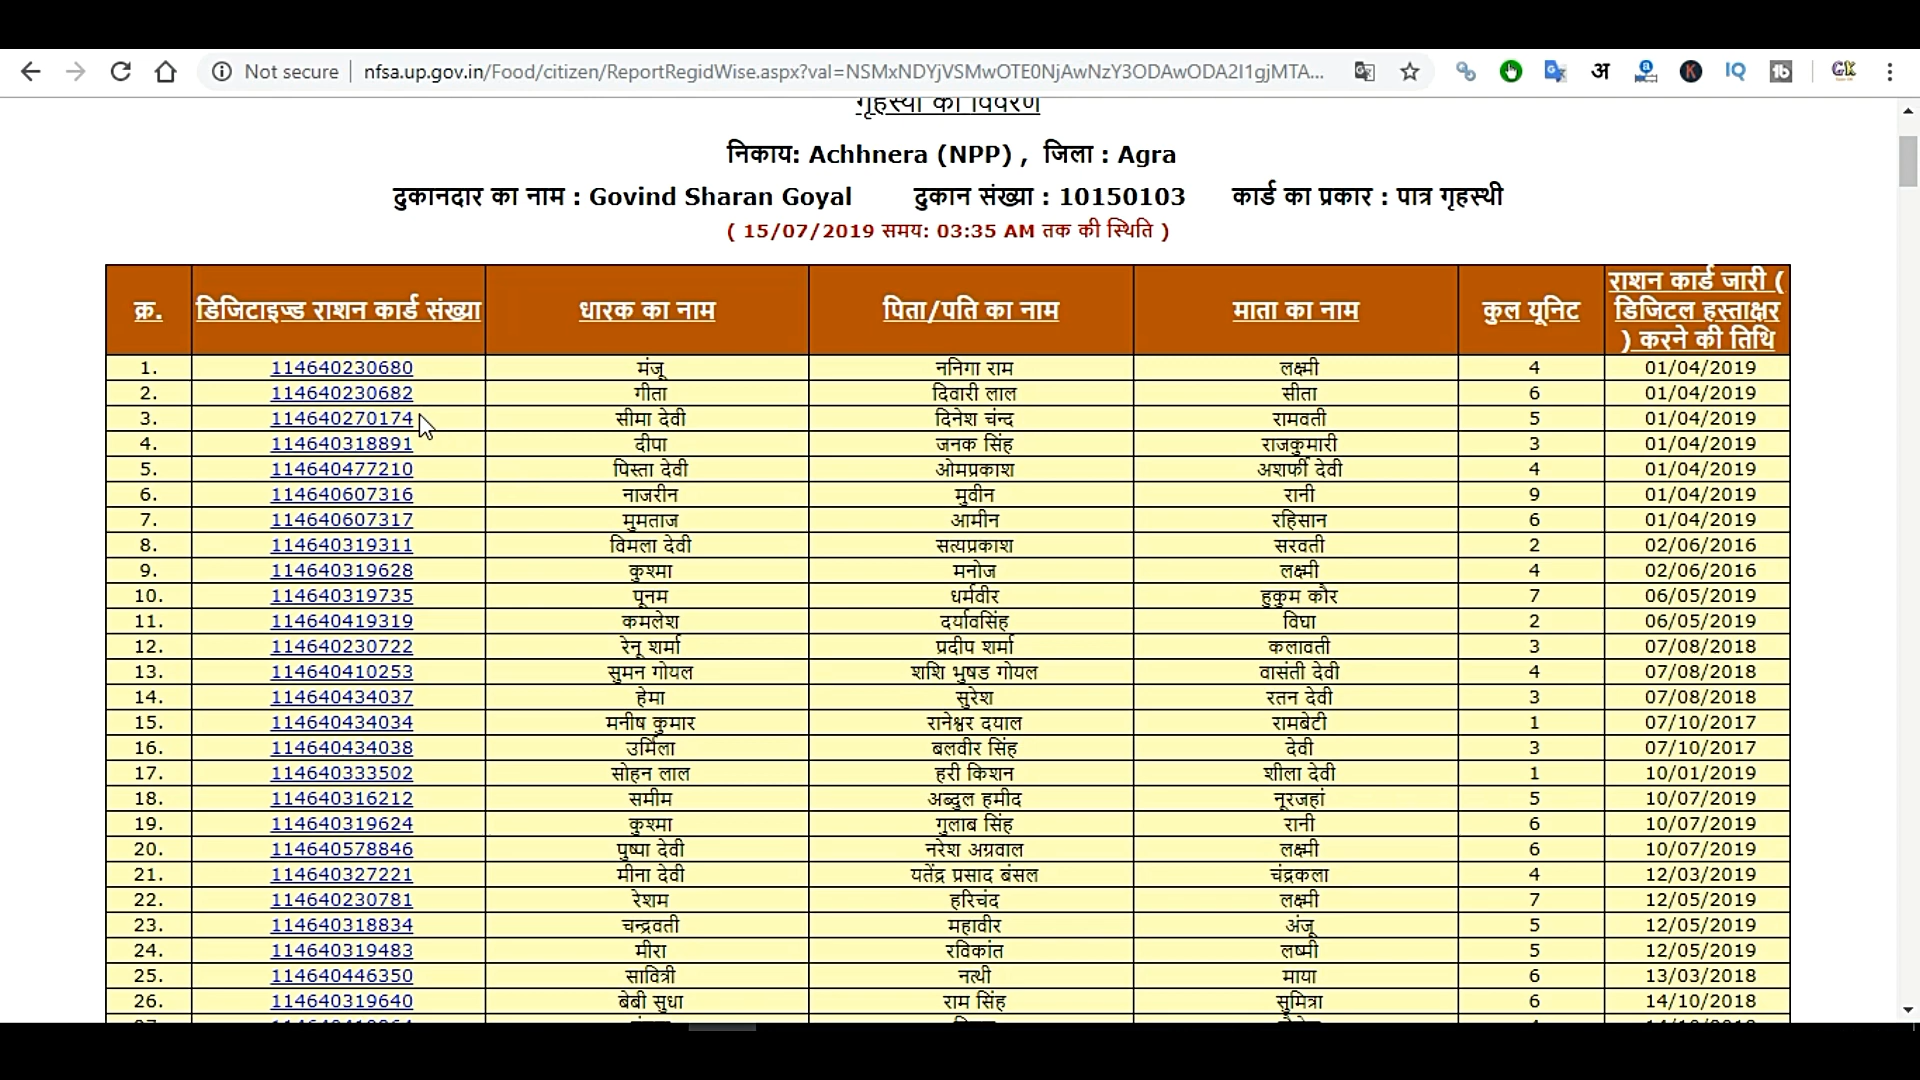 Not secure | nfsa.up.gov.in/Food/citizen/ReportRegidWise.aspx?val=NSMxNDYjVSMwOTE0NjAwNzY3ODAwODA2I1gjMTA...
गृहस्थी का विवरण
निकाय: Achhnera (NPP) , जिला : Agra
दुकानदार का नाम : Govind Sharan Goyal दुकान संख्या : 10150103 कार्ड का प्रकार : पात्र गृहस्थी
( 15/07/2019 समय: 03:35 AM तक की स्थिति )
क्र. डिजिटाइज्ड राशन कार्ड संख्या धारक का नाम पिता/पति का नाम माता का नाम कुल यूनिट राशन कार्ड जारी ( डिजिटल हस्ताक्षर ) करने की तिथि
1. 114640230680 मंजू ननिगा राम लक्ष्मी 4 01/04/2019
2. 114640230682 गीता दिवारी लाल सीता 6 01/04/2019
3. 114640270174 सीमा देवी दिनेश चंन्द रामवती 5 01/04/2019
4. 114640318891 दीपा जनक सिंह राजकुमारी 3 01/04/2019
5. 114640477210 पिस्ता देवी ओमप्रकाश अशर्फी देवी 4 01/04/2019
6. 114640607316 नाजरीन मुवीन रानी 9 01/04/2019
7. 114640607317 मुमताज आमीन रहिसान 6 01/04/2019
8. 114640319311 विमला देवी सत्यप्रकाश सरवती 2 02/06/2016
9. 114640319628 कुश्मा मनोज लक्ष्मी 4 02/06/2016
10. 114640319735 पूनम धर्मवीर हुकुम कौर 7 06/05/2019
11. 114640419319 कमलेश दर्यावसिंह विघा 2 06/05/2019
12. 114640230722 रेनू शर्मा प्रदीप शर्मा कलावती 3 07/08/2018
13. 114640410253 सुमन गोयल शशि भुषड गोयल वासंती देवी 4 07/08/2018
14. 114640434037 हेमा सुरेश रतन देवी 3 07/08/2018
15. 114640434034 मनीष कुमार रानेश्वर दयाल रामबेटी 1 07/10/2017
16. 114640434038 उर्मिला बलवीर सिंह देवी 3 07/10/2017
17. 114640333502 सोहन लाल हरी किशन शीला देवी 1 10/01/2019
18. 114640316212 समीम अब्दुल हमीद नूरजहां 5 10/07/2019
19. 114640319624 कुश्मा गुलाब सिंह रानी 6 10/07/2019
20. 114640578846 पुष्पा देवी नरेश अग्रवाल लक्ष्मी 6 10/07/2019
21. 114640327221 मीना देवी यतेंद्र प्रसाद बंसल चंद्रकला 4 12/03/2019
22. 114640230781 रेशम हरिचंद लक्ष्मी 7 12/05/2019
23. 114640318834 चन्द्रवती महावीर अंजू 5 12/05/2019
24. 114640319483 मीरा रविकांत लष्मी 5 12/05/2019
25. 114640446350 सावित्री नत्थी माया 6 13/03/2018
26. 114640319640 बेबी सुधा राम सिंह सुमित्रा 6 14/10/2018